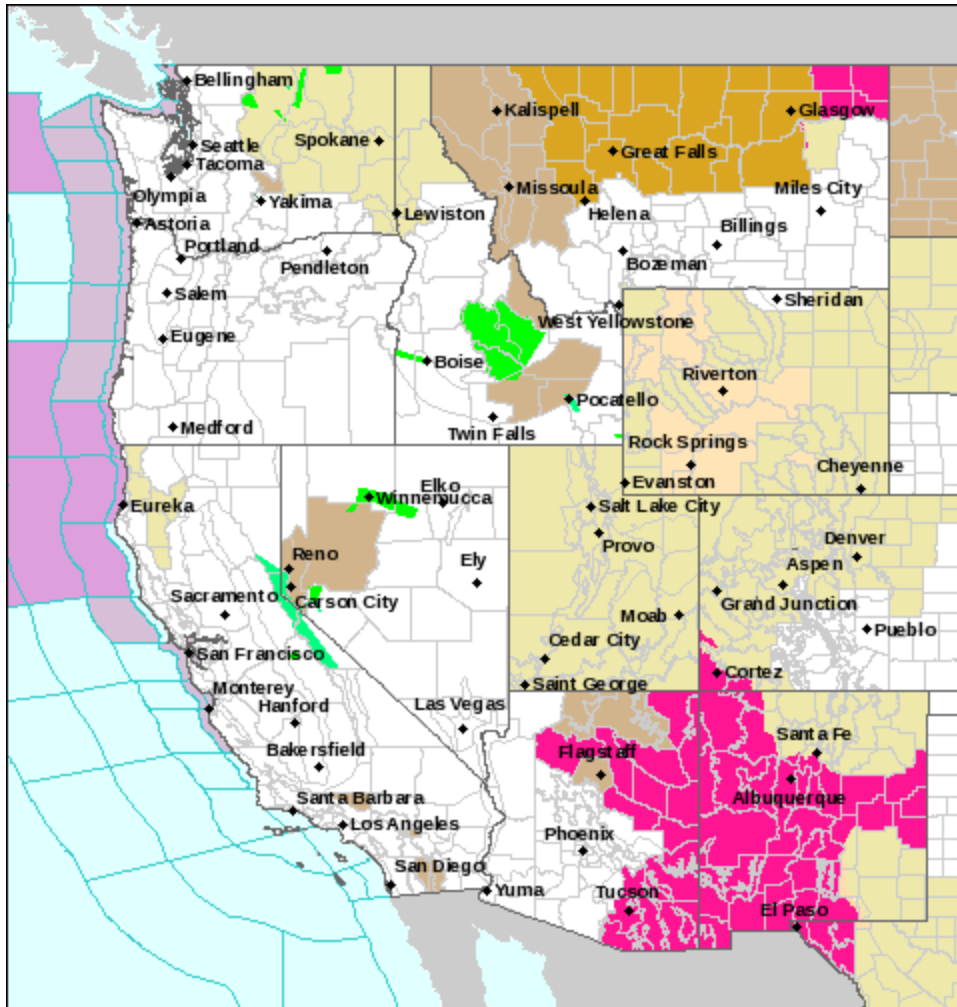 Bellingham
Kalispell
Glasgow
Seattle
Spokane
Great Falls
Tacoma
Missoula
Miles City
Olympia
Yakima
Lewiston
Helena
Astoria
Billings
Portland
Pendleton
Bozeman
Salem
Sheridan
West Yellowstone
Eugene
Boise
Riverton
Pocatello
Medford
Twin Falls
Rock Springs
Cheyenne
Elko
Evanston
Winnemucca
Eureka
Salt Lake City
Denver
Provo
Reno
Ely
Aspen
Sacramento
Carson City
Grand Junction
Moab
Pueblo
Cedar City
San Francisco
Cortez
Saint George
Monterey
Hanford
Las Vegas
Santa Fe
Bakersfield
Flagstaff
Santa Barbara
Albuquerque
Los Angeles
Phoenix
San Diego
Yuma
Tucson
El Paso